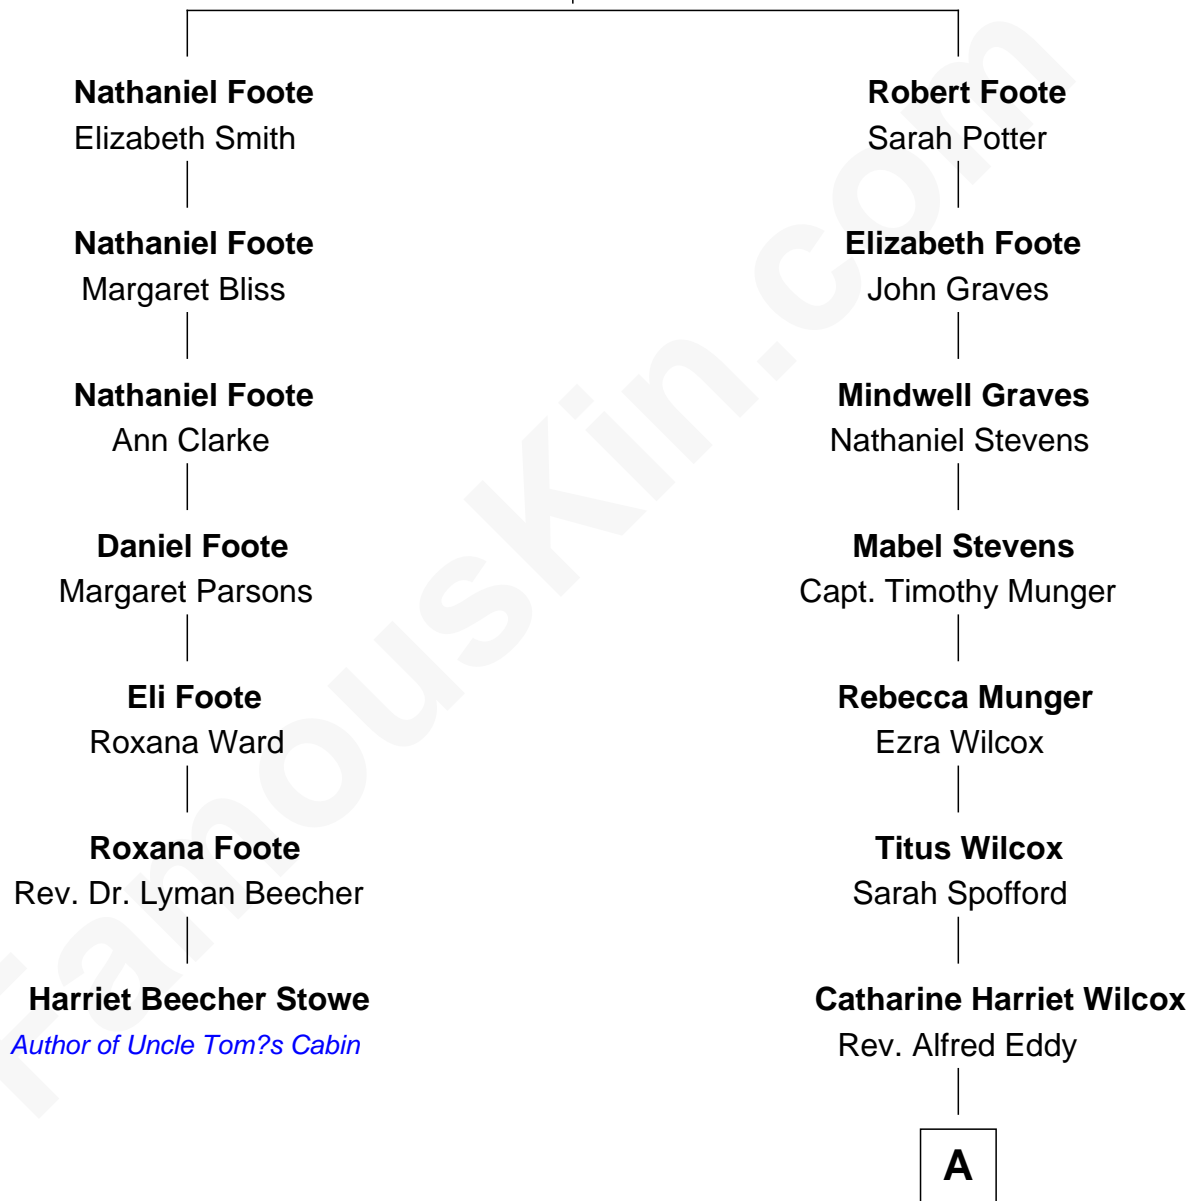 Nathaniel Foote
Elizabeth Smith
Nathaniel Foote
Margaret Bliss
Nathaniel Foote
Ann Clarke
Daniel Foote
Margaret Parsons
Eli Foote
Roxana Ward
Roxana Foote
Rev. Dr. Lyman Beecher
Harriet Beecher Stowe
Author of Uncle Tom?s Cabin
Robert Foote
Sarah Potter
Elizabeth Foote
John Graves
Mindwell Graves
Nathaniel Stevens
Mabel Stevens
Capt. Timothy Munger
Rebecca Munger
Ezra Wilcox
Titus Wilcox
Sarah Spofford
Catharine Harriet Wilcox
Rev. Alfred Eddy
A
FamousKin.com